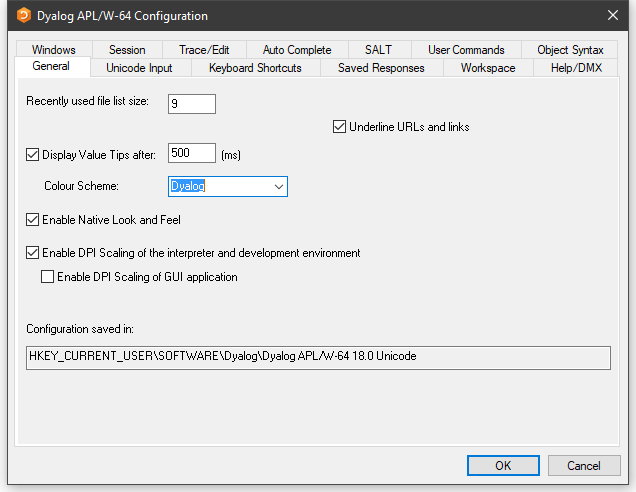 Dyalog APL/W-64 Configuration
Windows Session Trace/Edit Auto Complete SALT User Commands Object Syntax
General Unicode Input Keyboard Shortcuts Saved Responses Workspace Help/DMX
Recently used file list size: 9
Underline URLs and links
Display Value Tips after: 500 (ms)
Colour Scheme: Dyalog
Enable Native Look and Feel
Enable DPI Scaling of the interpreter and development environment
Enable DPI Scaling of GUI application
Configuration saved in:
HKEY_CURRENT_USER\SOFTWARE\Dyalog\Dyalog APL/W-64 18.0 Unicode
OK Cancel